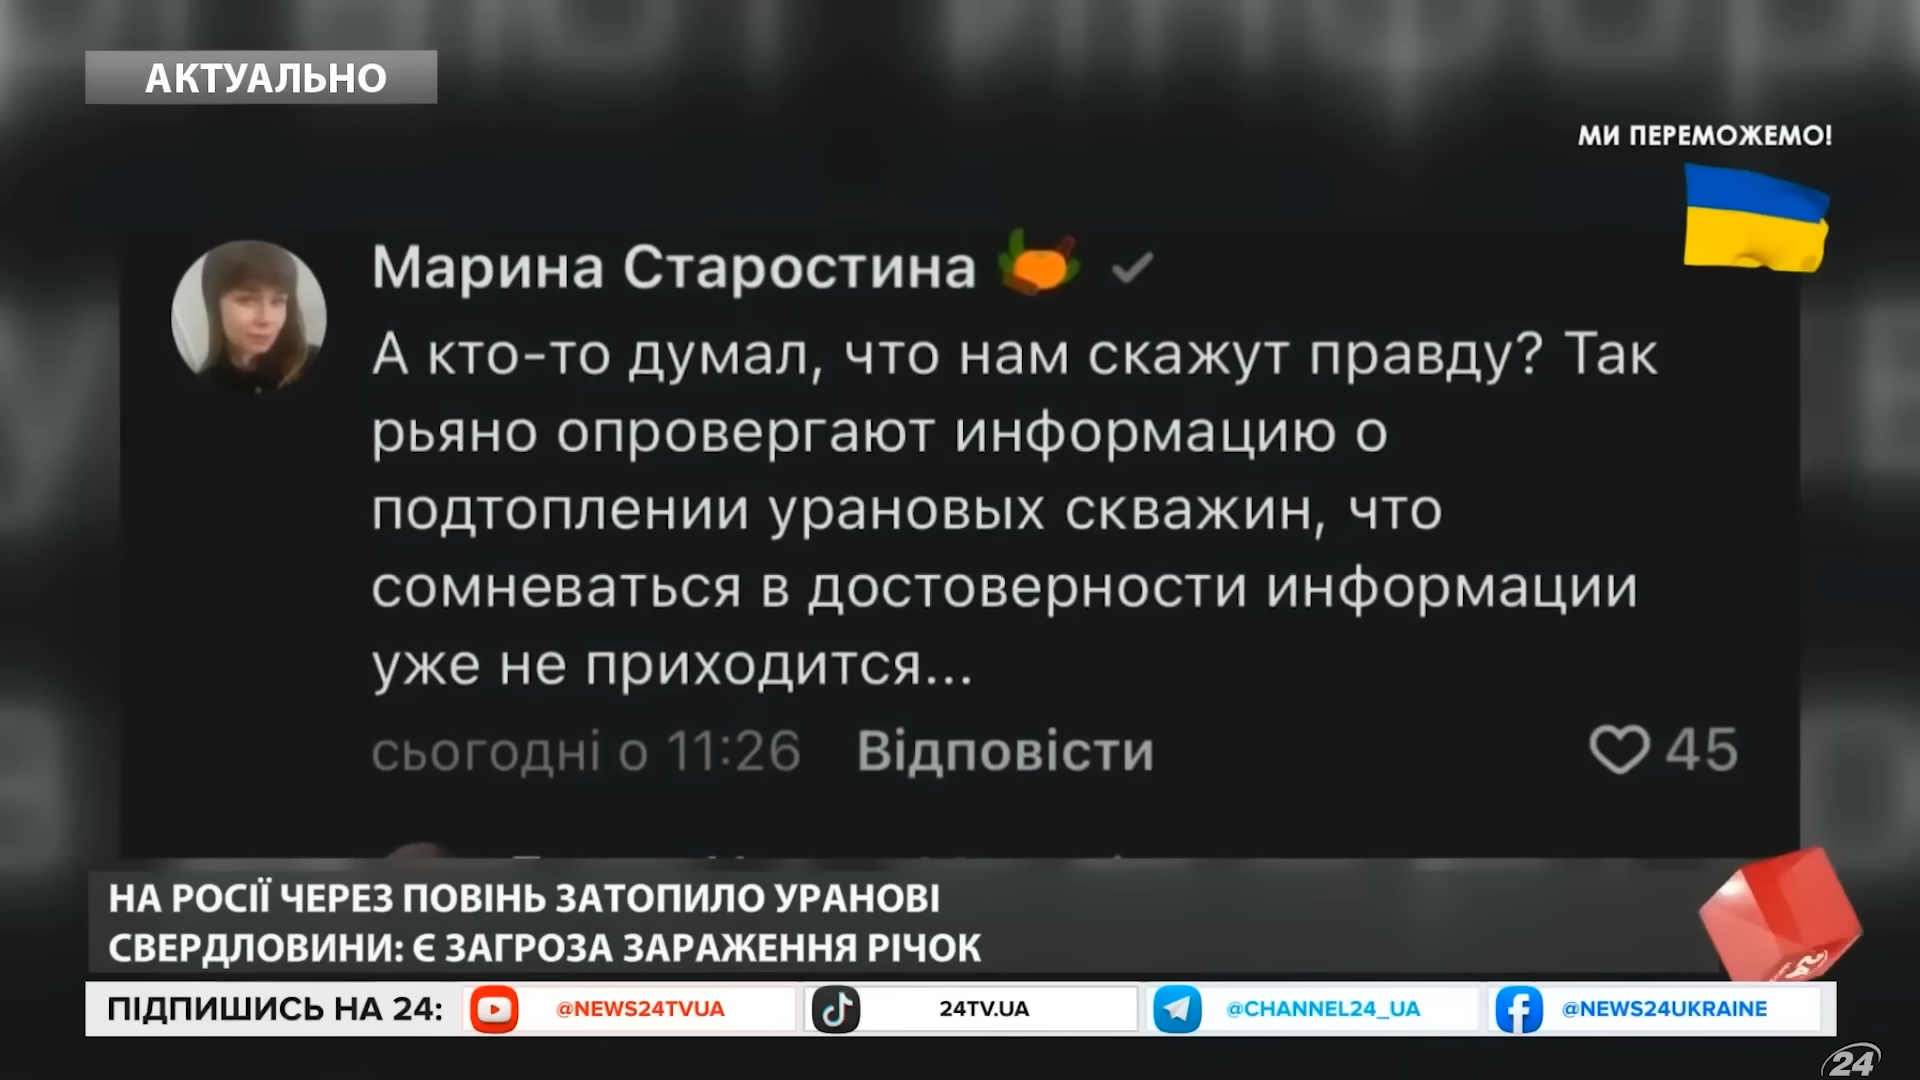 АКТУАЛЬНО
МИ ПЕРЕМОЖЕМО!
Марина Старостина
А кто-то думал, что нам скажут правду? Так
рьяно опровергают информацию о
подтоплении урановых скважин, что
сомневаться в достоверности информации
уже не приходится...
сьогодні о 11:26 Відповісти 45
НА РОСІЇ ЧЕРЕЗ ПОВІНЬ ЗАТОПИЛО УРАНОВІ
СВЕРДЛОВИНИ: Є ЗАГРОЗА ЗАРАЖЕННЯ РІЧОК
24
ПІДПИШИСЬ НА 24: @NEWS24TVUA 24TV.UA @CHANNEL24_UA @NEWS24UKRAINE
24